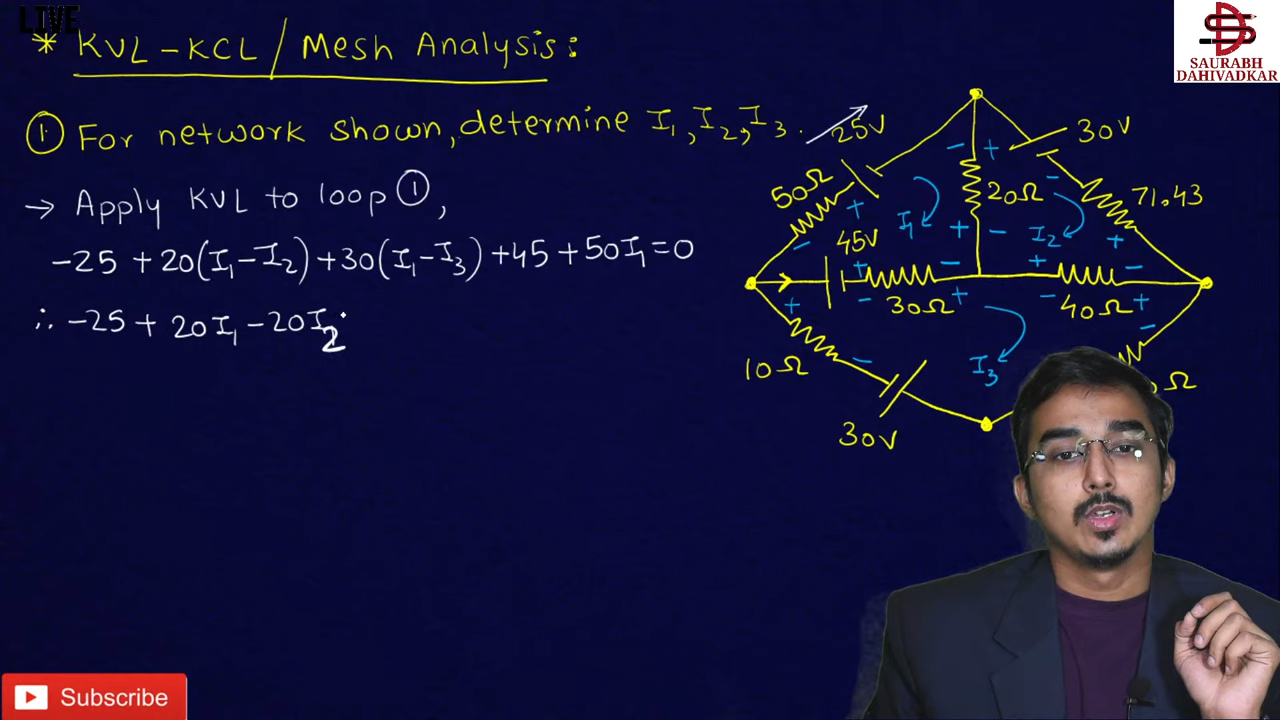 LIVE
* KVL-KCL / Mesh Analysis:
SAURABH
DAHIVADKAR
① For network shown, determine I₁, I₂, I₃.
→ Apply KVL to loop ①,
-25 + 20(I₁-I₂) + 30(I₁-I₃) + 45 + 50I₁ = 0
∴ -25 + 20I₁ - 20I₂
25V
30V
50Ω
20Ω
71.43
I₁
I₂
45V
30Ω
40Ω
10Ω
I₃
30V
Subscribe